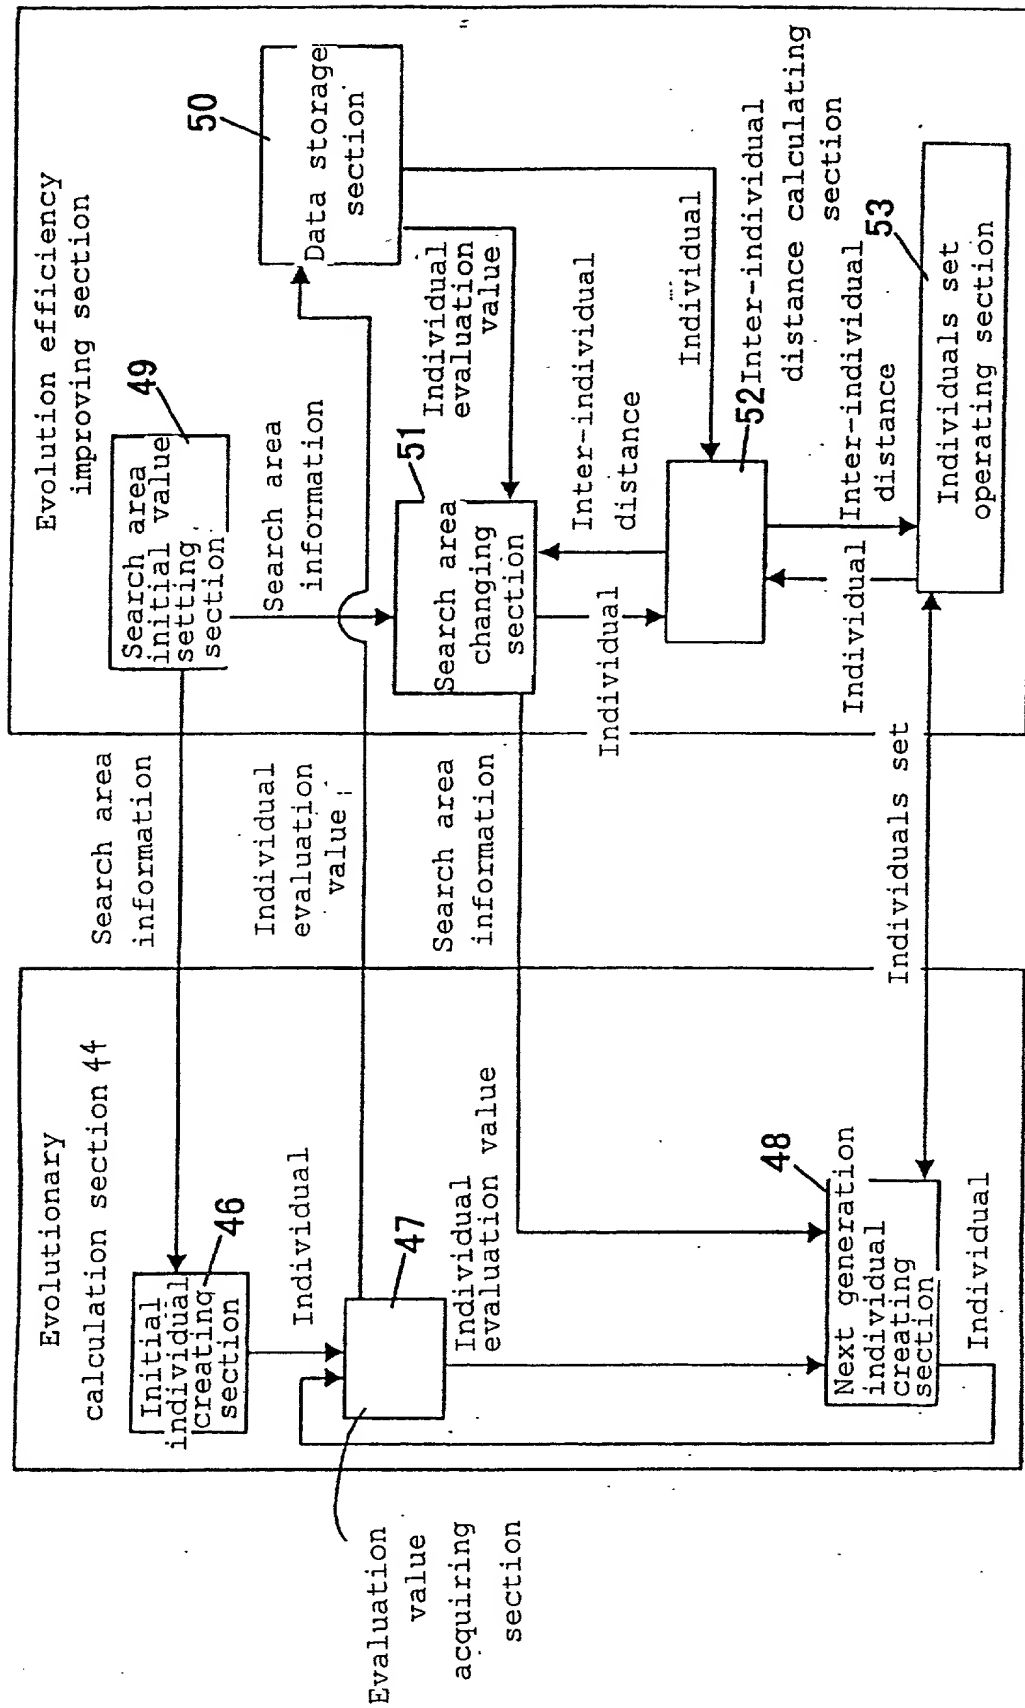 Evolutionary
calculation section 44
Initial
individual
creating
section
46
Individual
47
Evaluation
value
acquiring
section
Individual
evaluation value
48
Next generation
individual
creating
section
Individual
Search area
information
Individual
evaluation
value
Search area
information
Individuals set
Evolution efficiency
improving section
49
Search area
initial value
setting
section
Search area
information
50
Data storage
section
Individual
evaluation
value
51
Search area
changing
section
Individual
Inter-individual
distance
Individual
52
Inter-individual
distance calculating
section
Individual
Inter-individual
distance
53
Individuals set
operating section